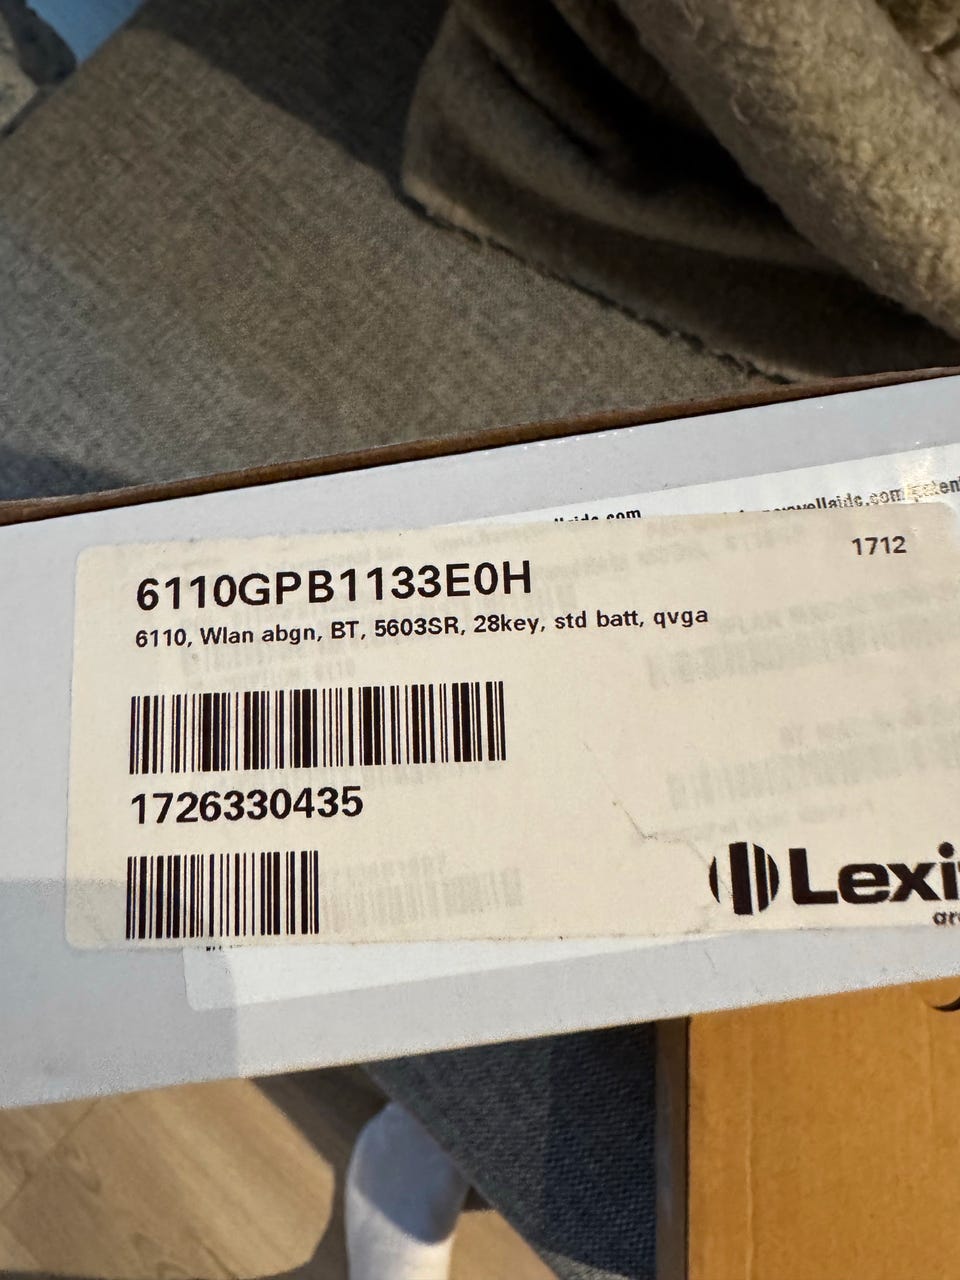 1712
6110GPB1133E0H
6110, Wlan abgn, BT, 5603SR, 28key, std batt, qvga
1726330435
Lexi